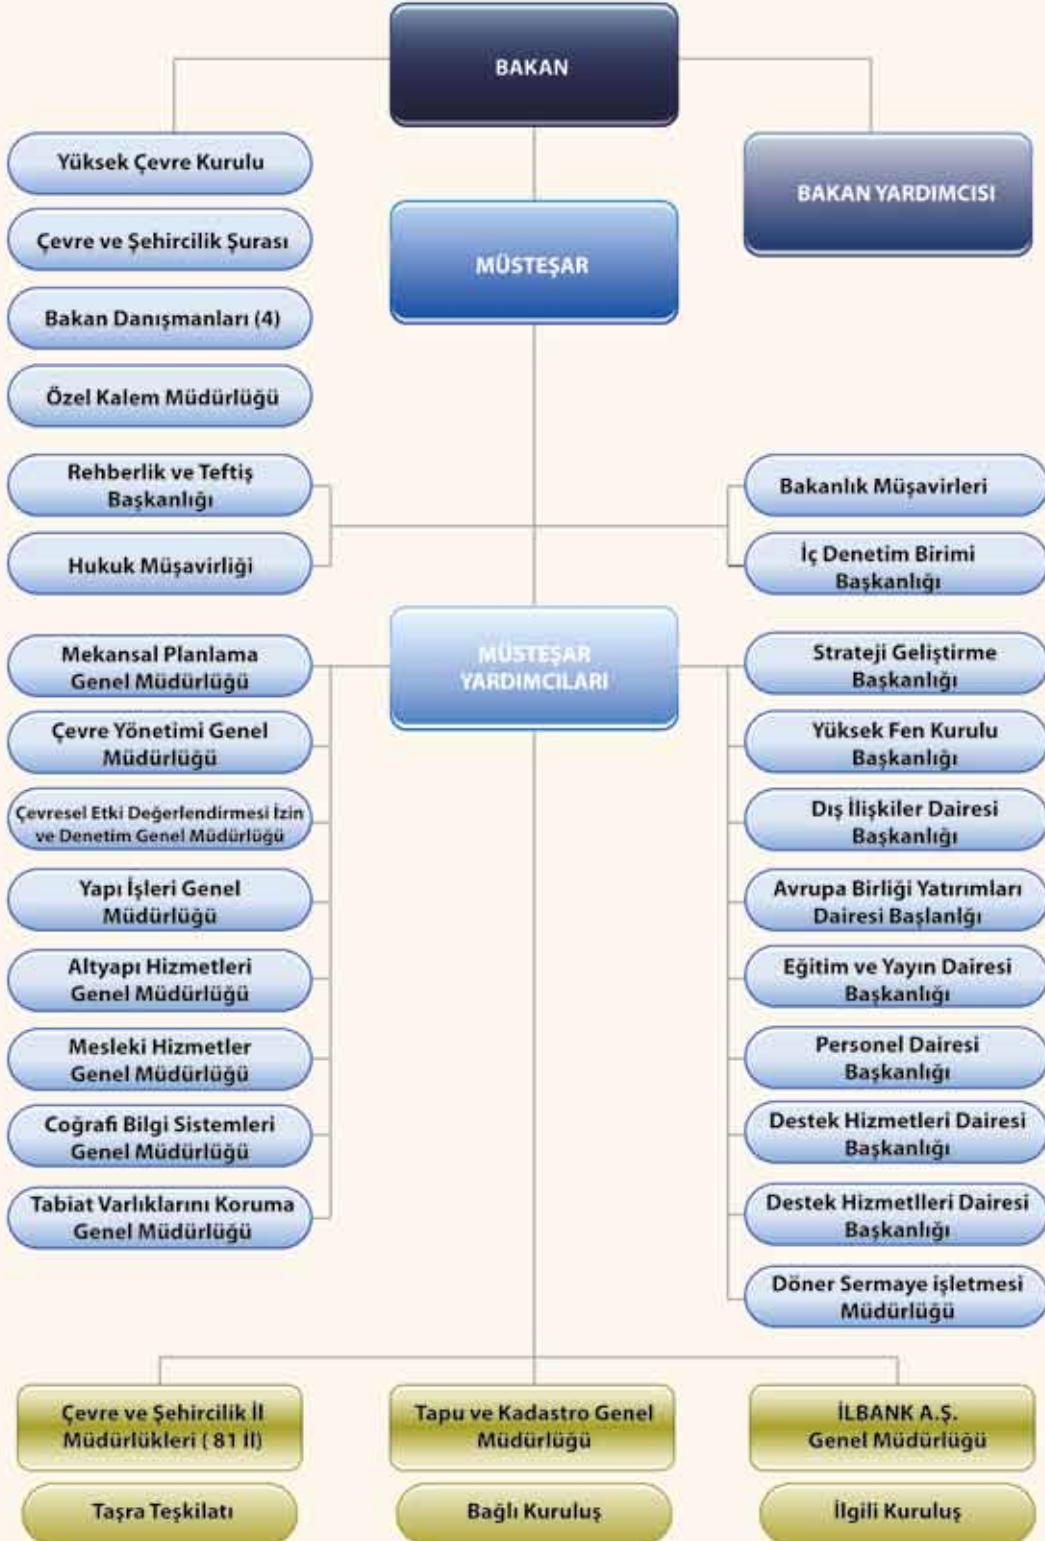 BAKAN
BAKAN YARDIMCISI
MÜSTEŞAR
Yüksek Çevre Kurulu
Çevre ve Şehircilik Şurası
Bakan Danışmanları (4)
Özel Kalem Müdürlüğü
Rehberlik ve Teftiş
Başkanlığı
Hukuk Müşavirliği
Bakanlık Müşavirleri
İç Denetim Birimi
Başkanlığı
MÜSTEŞAR
YARDIMCILARI
Mekansal Planlama
Genel Müdürlüğü
Çevre Yönetimi Genel
Müdürlüğü
Çevresel Etki Değerlendirmesi İzin
ve Denetim Genel Müdürlüğü
Yapı İşleri Genel
Müdürlüğü
Altyapı Hizmetleri
Genel Müdürlüğü
Mesleki Hizmetler
Genel Müdürlüğü
Coğrafi Bilgi Sistemleri
Genel Müdürlüğü
Tabiat Varlıklarını Koruma
Genel Müdürlüğü
Strateji Geliştirme
Başkanlığı
Yüksek Fen Kurulu
Başkanlığı
Dış İlişkiler Dairesi
Başkanlığı
Avrupa Birliği Yatırımları
Dairesi Başlanlğı
Eğitim ve Yayın Dairesi
Başkanlığı
Personel Dairesi
Başkanlığı
Destek Hizmetleri Dairesi
Başkanlığı
Destek Hizmetlleri Dairesi
Başkanlığı
Döner Sermaye işletmesi
Müdürlüğü
Çevre ve Şehircilik İl
Müdürlükleri ( 81 İl)
Taşra Teşkilatı
Tapu ve Kadastro Genel
Müdürlüğü
Bağlı Kuruluş
İLBANK A.Ş.
Genel Müdürlüğü
İlgili Kuruluş